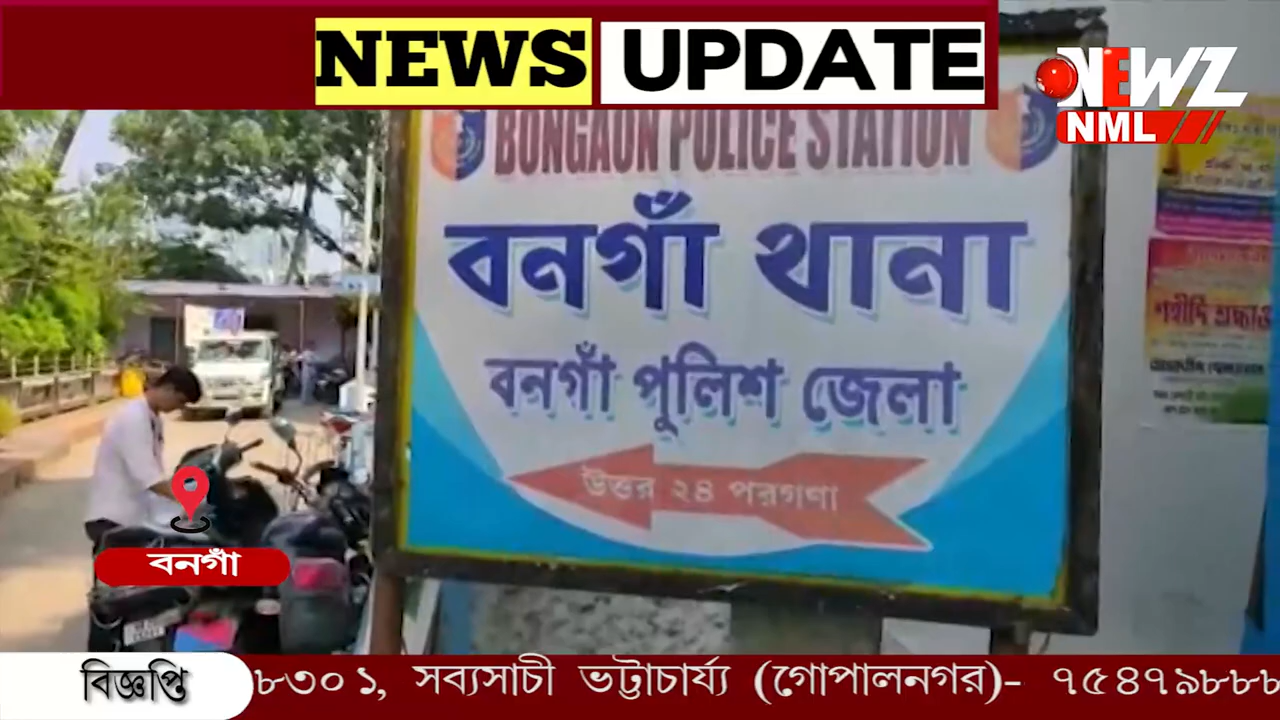 NEWS UPDATE
NEWZ
NML
BONGAON POLICE STATION
বনগাঁ থানা
বনগাঁ পুলিশ জেলা
উত্তর ২৪ পরগণা
বনগাঁ
বিজ্ঞপ্তি
৮৩০১, সব্যসাচী ভট্টাচার্য্য (গোপালনগর)- ৭৫৪৭৯৮৮৮